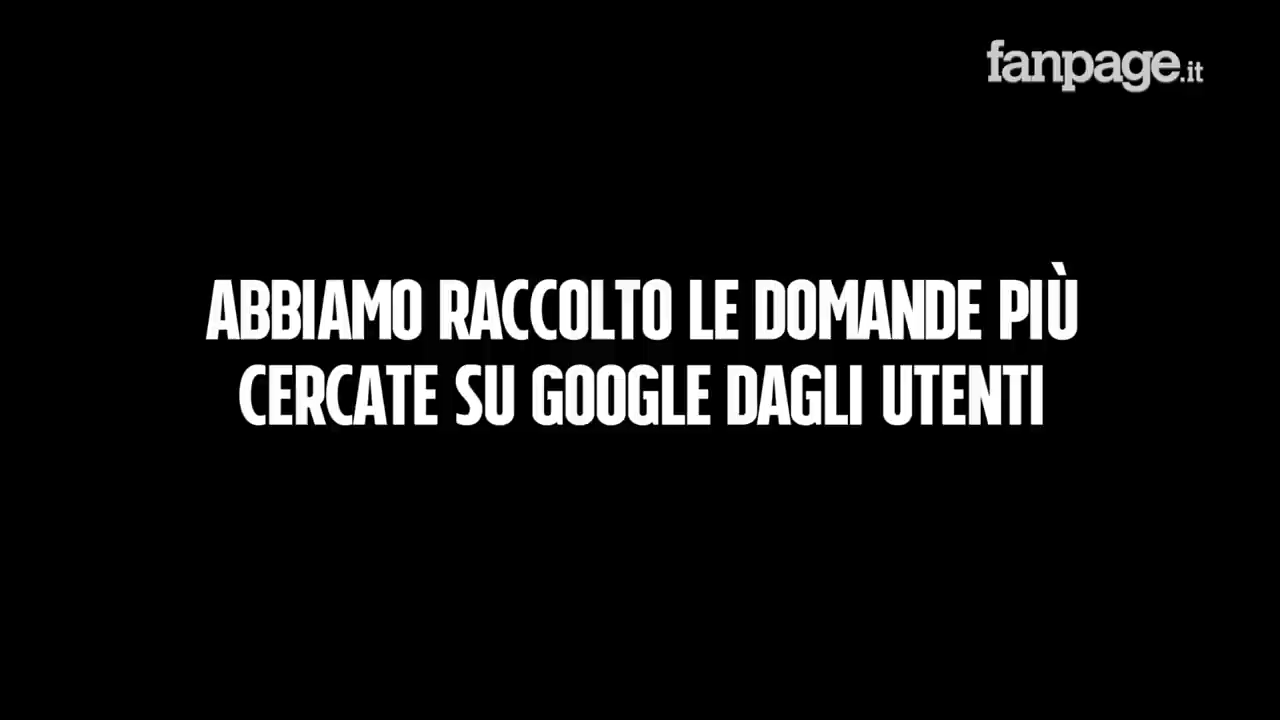 fanpage.it
ABBIAMO RACCOLTO LE DOMANDE PIÙ
CERCATE SU GOOGLE DAGLI UTENTI